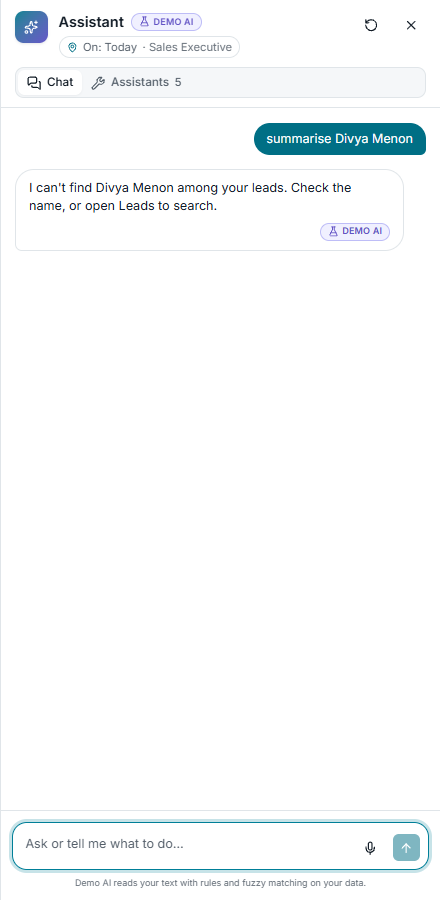 Assistant
DEMO AI
On: Today · Sales Executive
Chat
Assistants 5
summarise Divya Menon
I can't find Divya Menon among your leads. Check the
name, or open Leads to search.
DEMO AI
Ask or tell me what to do...
Demo AI reads your text with rules and fuzzy matching on your data.